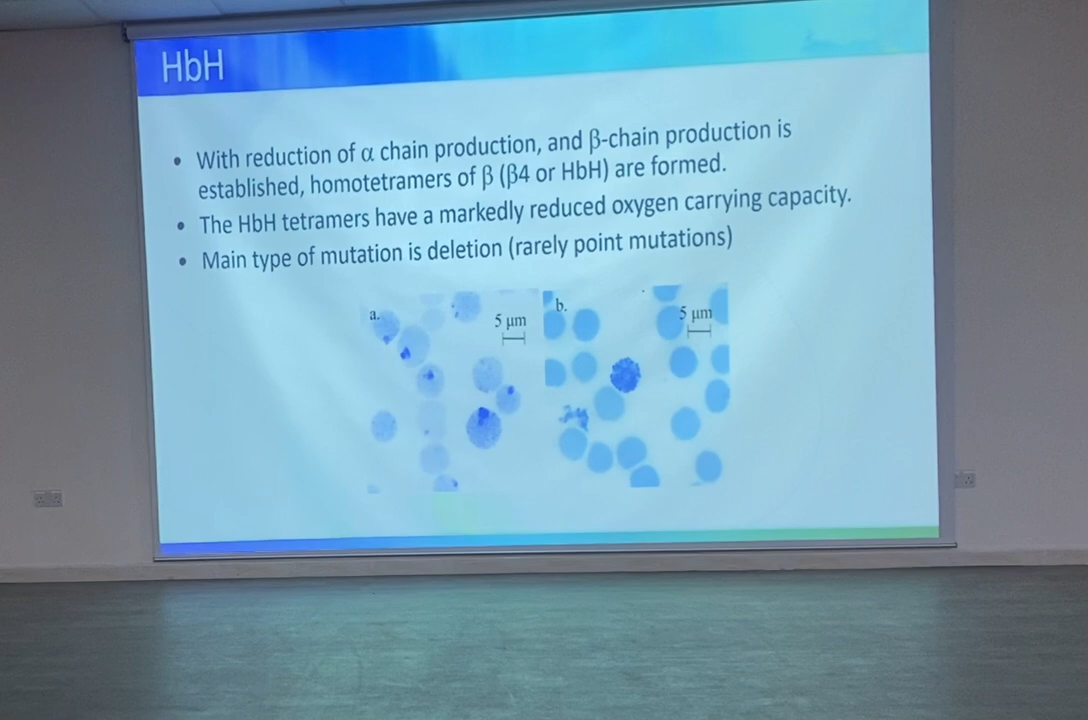 HbH
• With reduction of α chain production, and β-chain production is
established, homotetramers of β (β4 or HbH) are formed.
• The HbH tetramers have a markedly reduced oxygen carrying capacity.
• Main type of mutation is deletion (rarely point mutations)
a.
5 μm
b.
5 μm